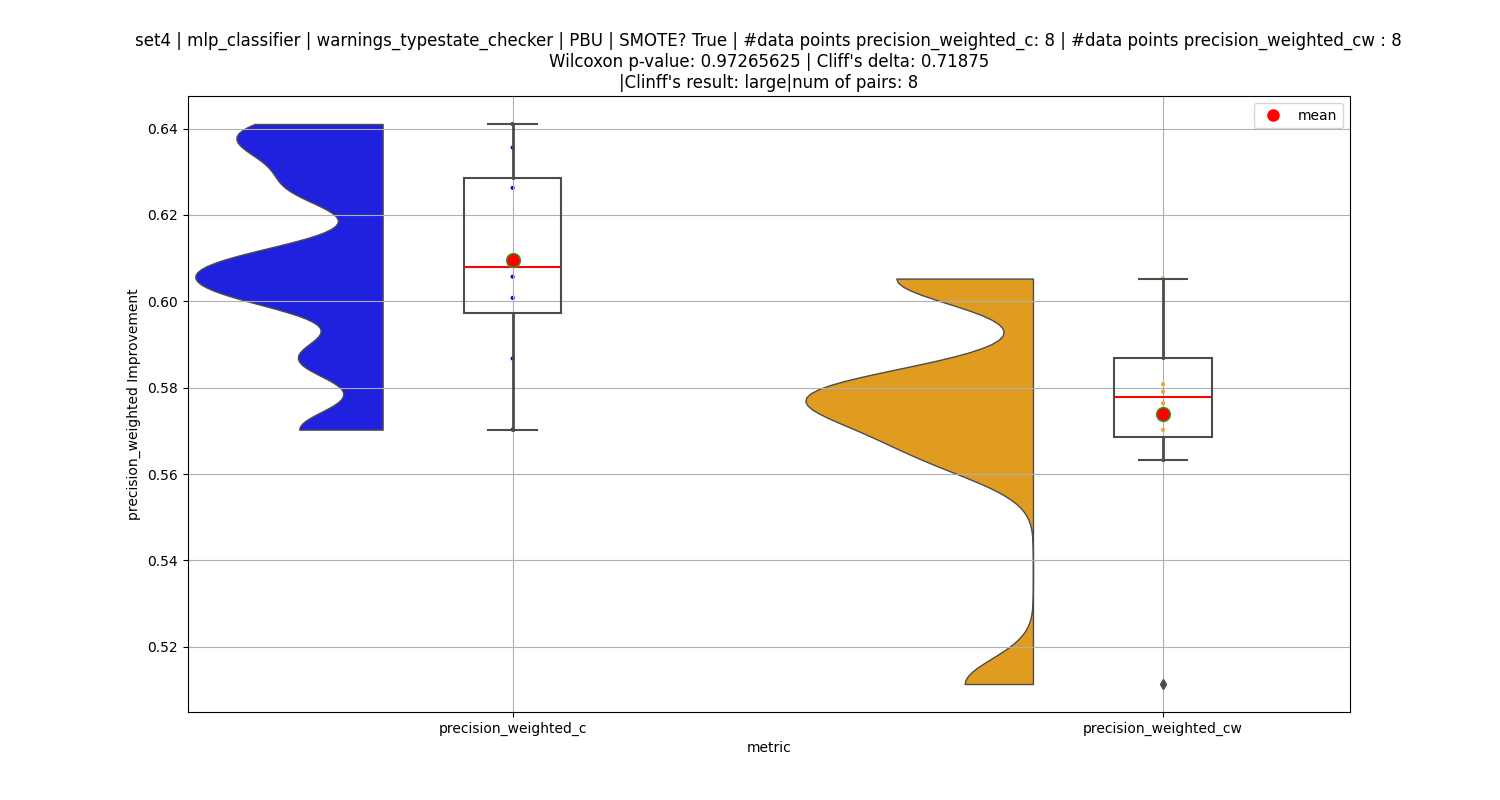 set4 | mlp_classifier | warnings_typestate_checker | PBU | SMOTE? True | #data points precision_weighted_c: 8 | #data points precision_weighted_cw : 8
Wilcoxon p-value: 0.97265625 | Cliff's delta: 0.71875
|Clinff's result: large|num of pairs: 8
mean
0.64
0.62
0.60
0.58
0.56
0.54
0.52
precision_weighted Improvement
precision_weighted_c
precision_weighted_cw
metric